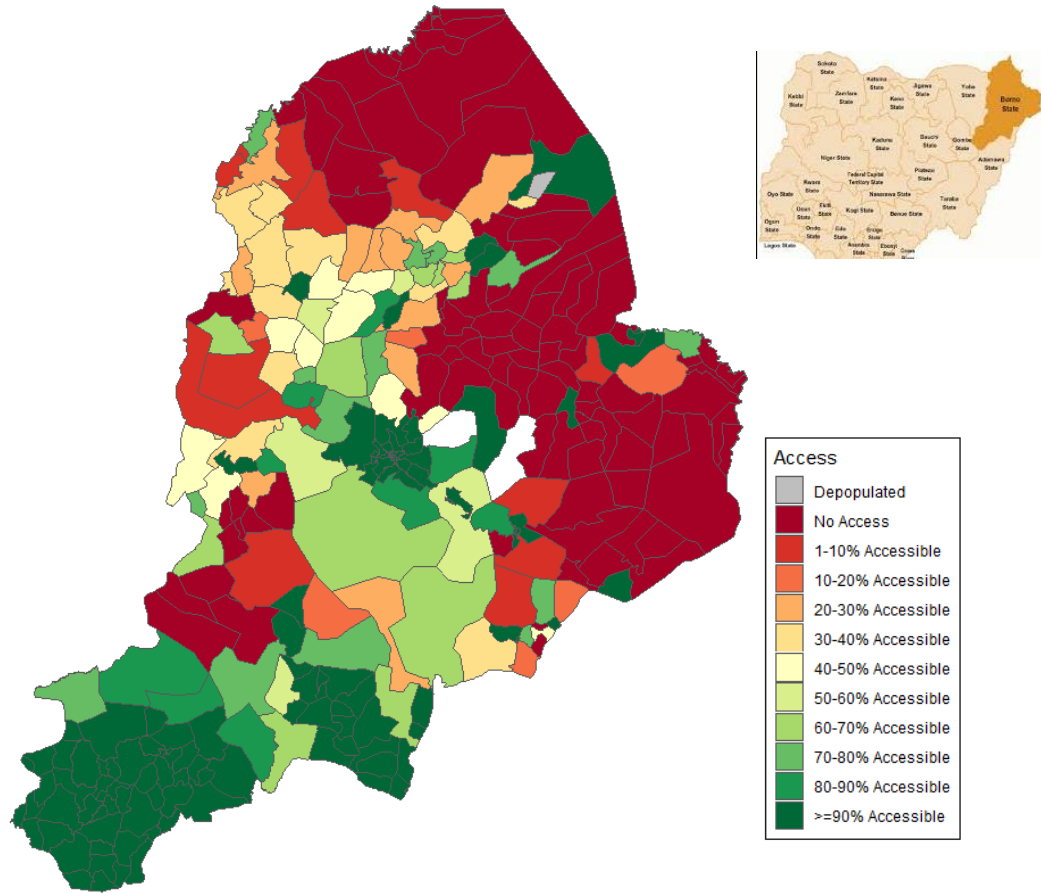 Sokoto
State
Katsina
State
Jigawa
State
Yobe
State
Borno
State
Kebbi
State
Zamfara
State
Kano
State
Bauchi
State
Gombe
State
Adamawa
State
Kaduna
State
Niger State
Plateau
State
Federal Capital
Territory State
Kwara
State
Nasarawa State
Taraba
State
Oyo State
Ekiti
State
Kogi State
Benue State
Osun
State
Ogun
State
Ondo
State
Edo
State
Enugu
State
Lagos State
Anambra
State
Ebonyi
State
Cross
Access
Depopulated
No Access
1-10% Accessible
10-20% Accessible
20-30% Accessible
30-40% Accessible
40-50% Accessible
50-60% Accessible
60-70% Accessible
70-80% Accessible
80-90% Accessible
>=90% Accessible